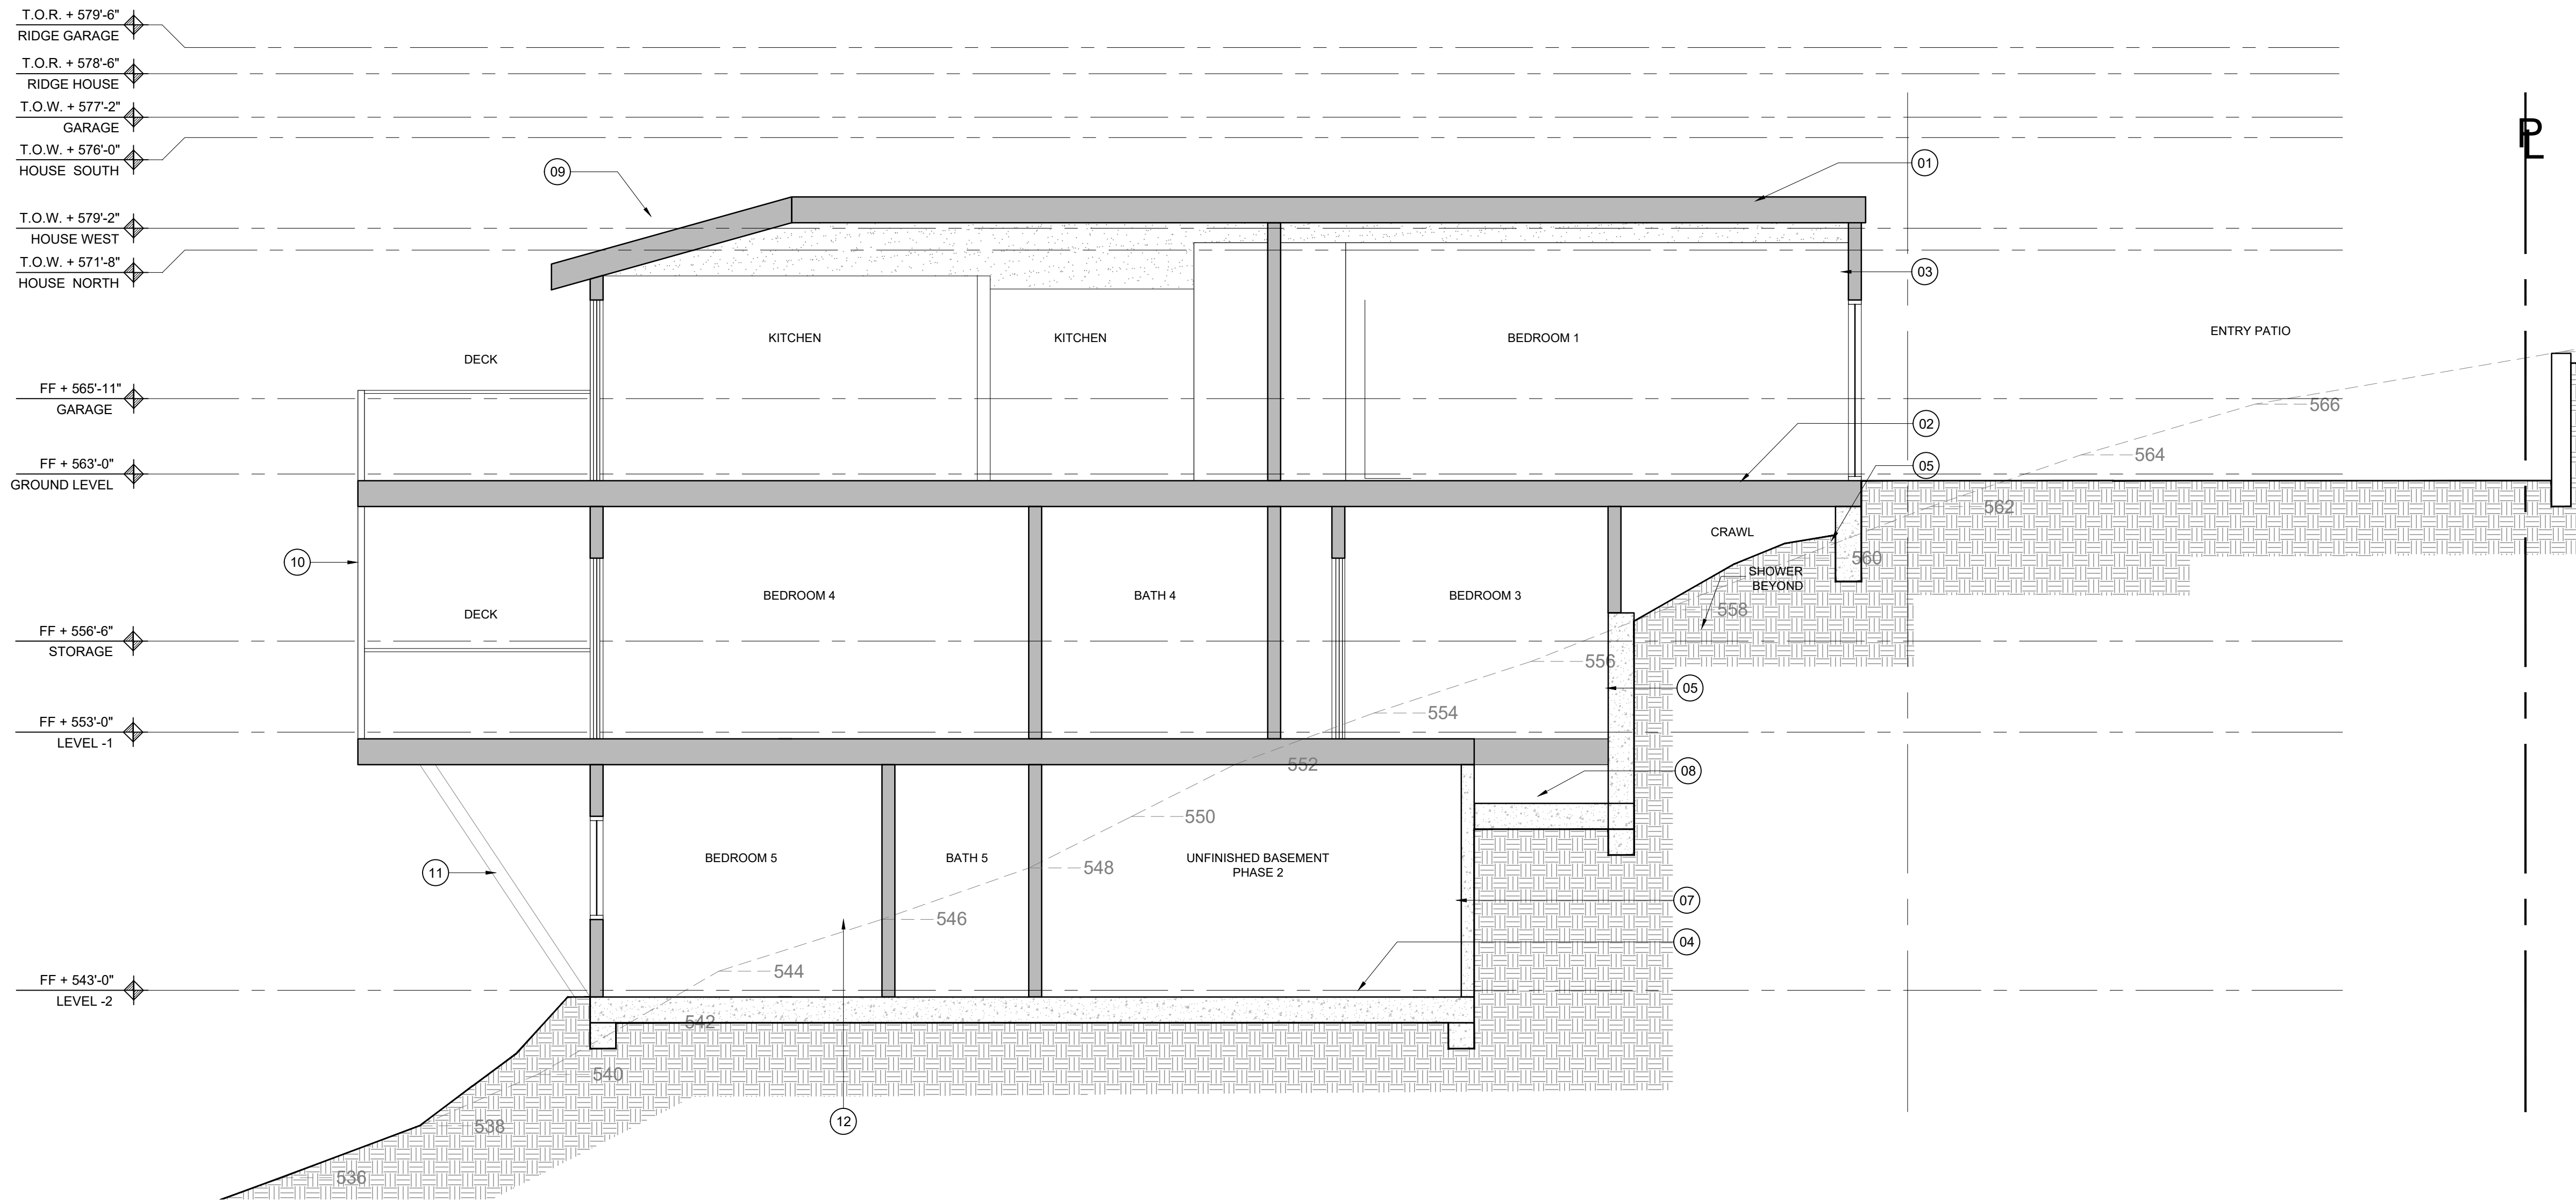 T.O.R. + 579'-6"
RIDGE GARAGE
T.O.R. + 578'-6"
RIDGE HOUSE
T.O.W. + 577'-2"
GARAGE
T.O.W. + 576'-0"
HOUSE SOUTH
T.O.W. + 579'-2"
HOUSE WEST
T.O.W. + 571'-8"
HOUSE NORTH
FF + 565'-11"
GARAGE
FF + 563'-0"
GROUND LEVEL
FF + 556'-6"
STORAGE
FF + 553'-0"
LEVEL -1
FF + 543'-0"
LEVEL -2
PL
09
01
03
KITCHEN
KITCHEN
BEDROOM 1
ENTRY PATIO
DECK
566
02
564
05
562
CRAWL
10
560
SHOWER
BEYOND
BEDROOM 4
BATH 4
BEDROOM 3
DECK
558
556
05
554
552
08
550
BEDROOM 5
BATH 5
UNFINISHED BASEMENT
PHASE 2
548
11
07
546
04
544
542
540
12
538
536